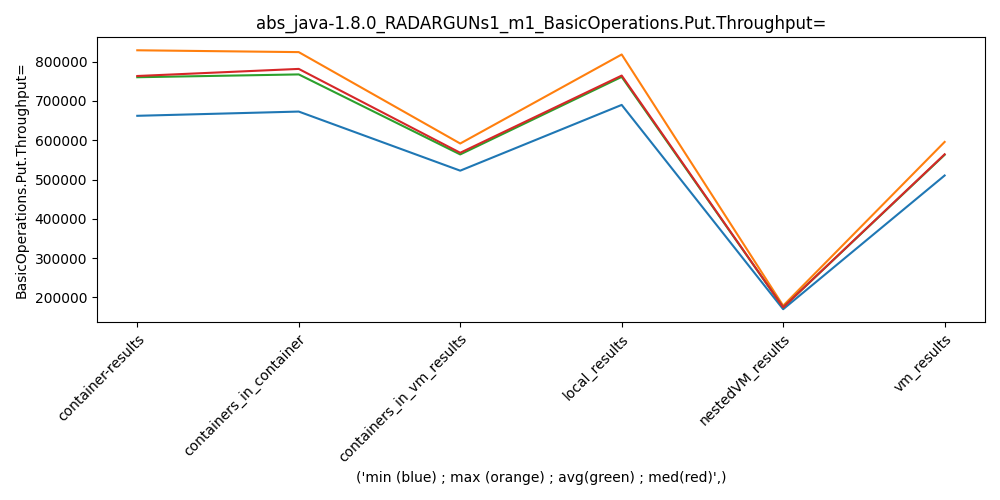 abs_java-1.8.0_RADARGUNs1_m1_BasicOperations.Put.Throughput=
BasicOperations.Put.Throughput=
800000
700000
600000
500000
400000
300000
200000
container-results
containers_in_container
containers_in_vm_results
local_results
nestedVM_results
vm_results
('min (blue) ; max (orange) ; avg(green) ; med(red)',)